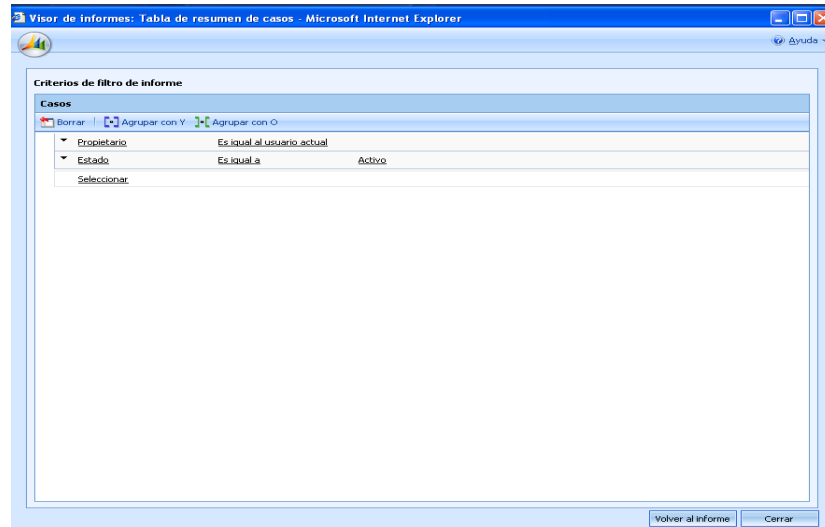 Visor de informes: Tabla de resumen de casos - Microsoft Internet Explorer
Ayuda
Criterios de filtro de informe
Casos
Borrar Agrupar con Y Agrupar con O
Propietario Es igual al usuario actual
Estado Es igual a Activo
Seleccionar
Volver al informe Cerrar